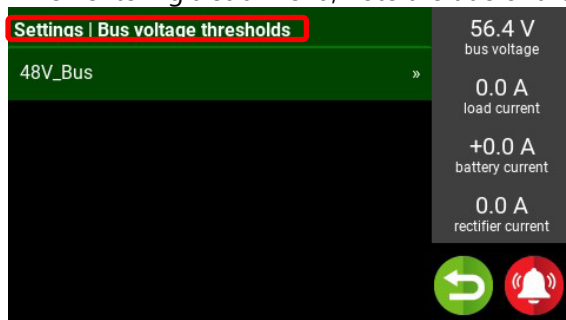 Settings | Bus voltage thresholds
48V_Bus »
56.4 V
bus voltage
0.0 A
load current
+0.0 A
battery current
0.0 A
rectifier current